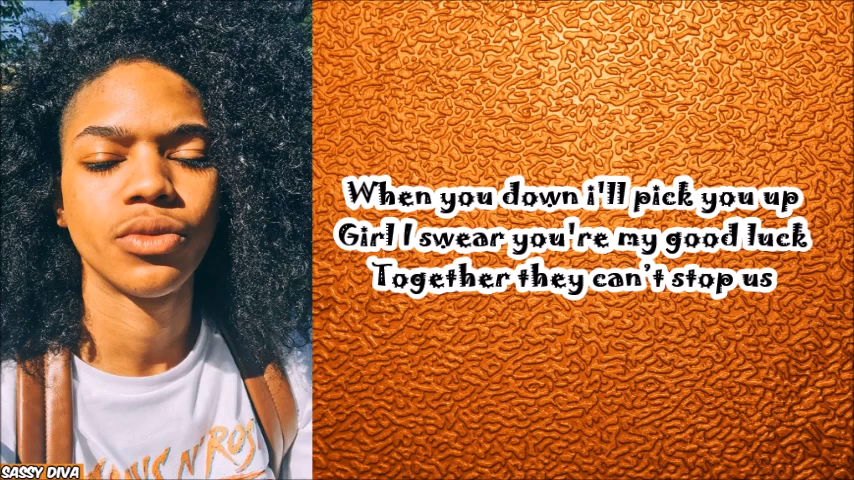 When you down i'll pick you up
Girl I swear you're my good luck
Together they can't stop us
N' ROS
SASSY DIVA